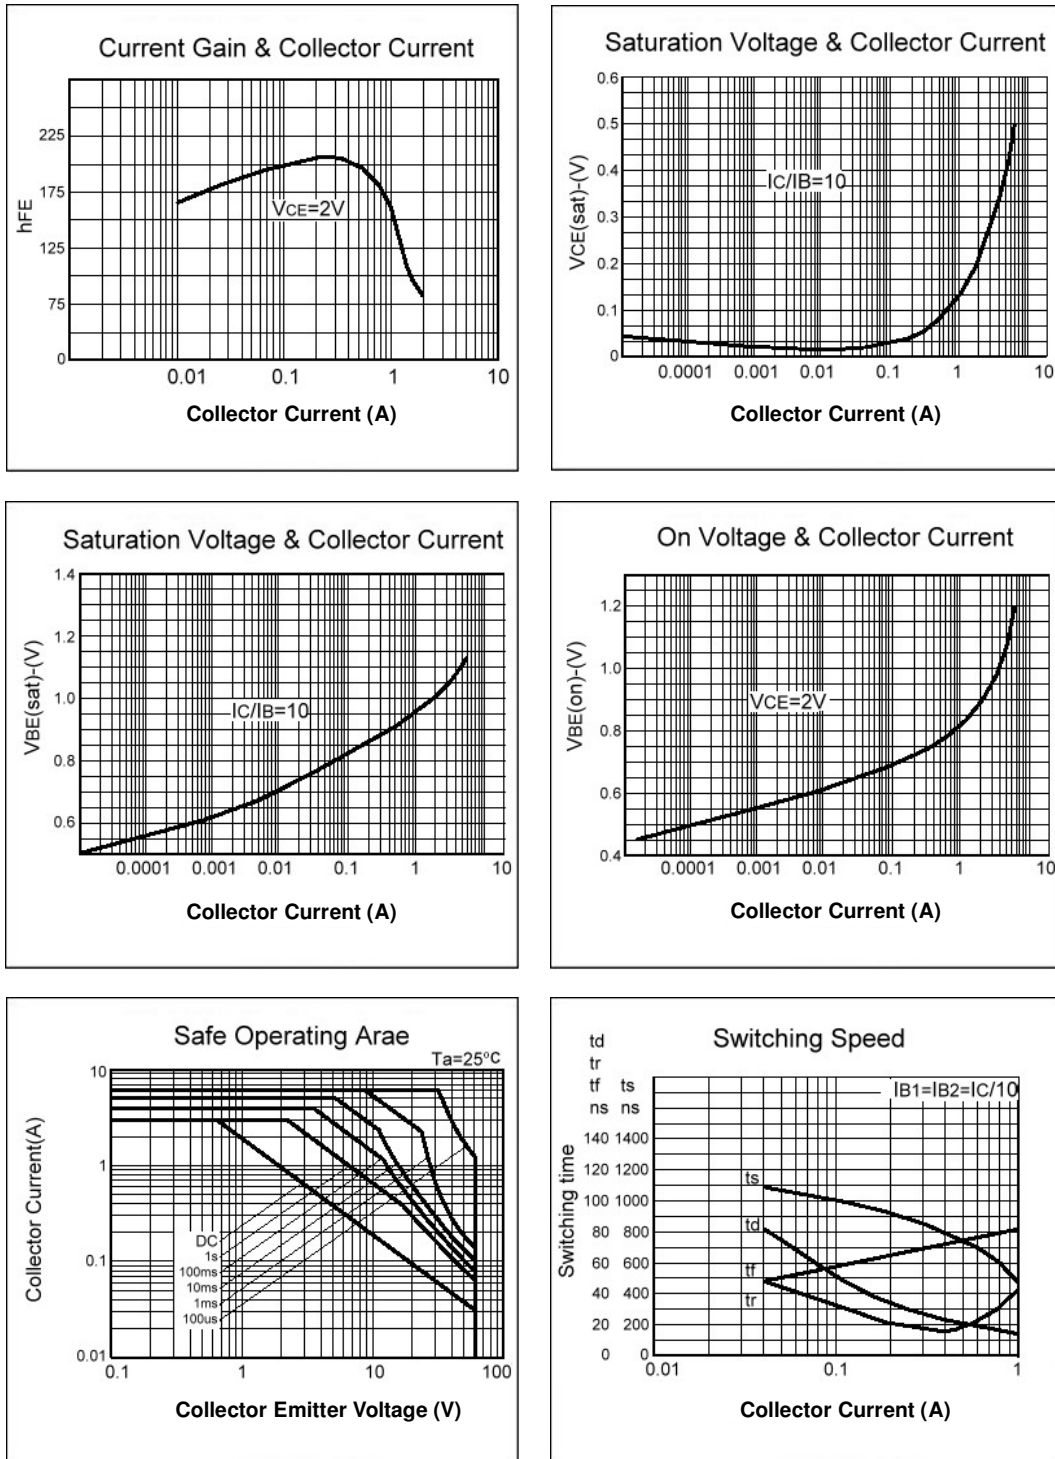 Current Gain & Collector Current
hFE
225
175
125
75
0
VCE=2V
0.01 0.1 1 10
Collector Current (A)
Saturation Voltage & Collector Current
VCE(sat)-(V)
0.6
0.5
0.4
0.3
0.2
0.1
0
IC/IB=10
0.0001 0.001 0.01 0.1 1 10
Collector Current (A)
Saturation Voltage & Collector Current
VBE(sat)-(V)
1.4
1.2
1.0
0.8
0.6
IC/IB=10
0.0001 0.001 0.01 0.1 1 10
Collector Current (A)
On Voltage & Collector Current
VBE(on)-(V)
1.2
1.0
0.8
0.6
0.4
VCE=2V
0.0001 0.001 0.01 0.1 1 10
Collector Current (A)
Safe Operating Arae
Ta=25°C
Collector Current(A)
10
1
0.1
0.01
DC
1s
100ms
10ms
1ms
100us
0.1 1 10 100
Collector Emitter Voltage (V)
Switching Speed
td
tr
tf ts
ns ns
IB1=IB2=IC/10
Switching time
140 1400
120 1200
100 1000
80 800
60 600
40 400
20 200
0 0
ts
td
tf
tr
0.01 0.1 1
Collector Current (A)